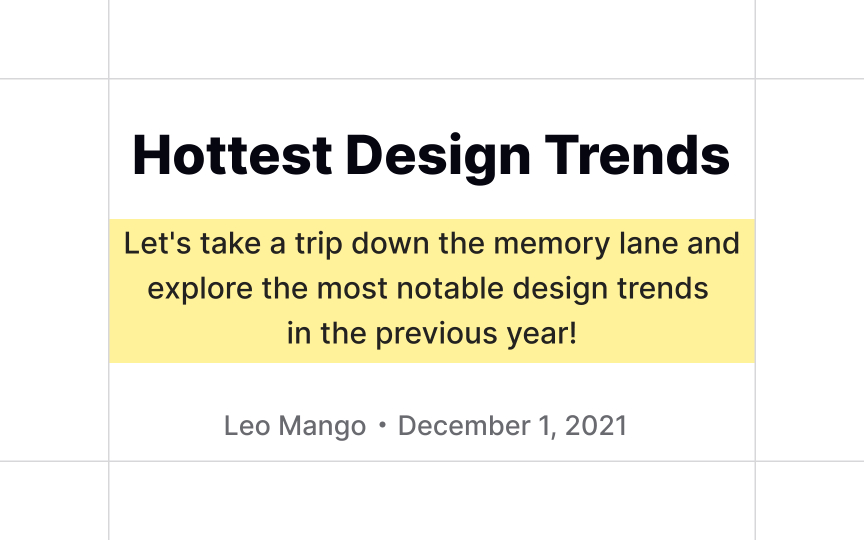 Hottest Design Trends
Let's take a trip down the memory lane and
explore the most notable design trends
in the previous year!
Leo Mango • December 1, 2021